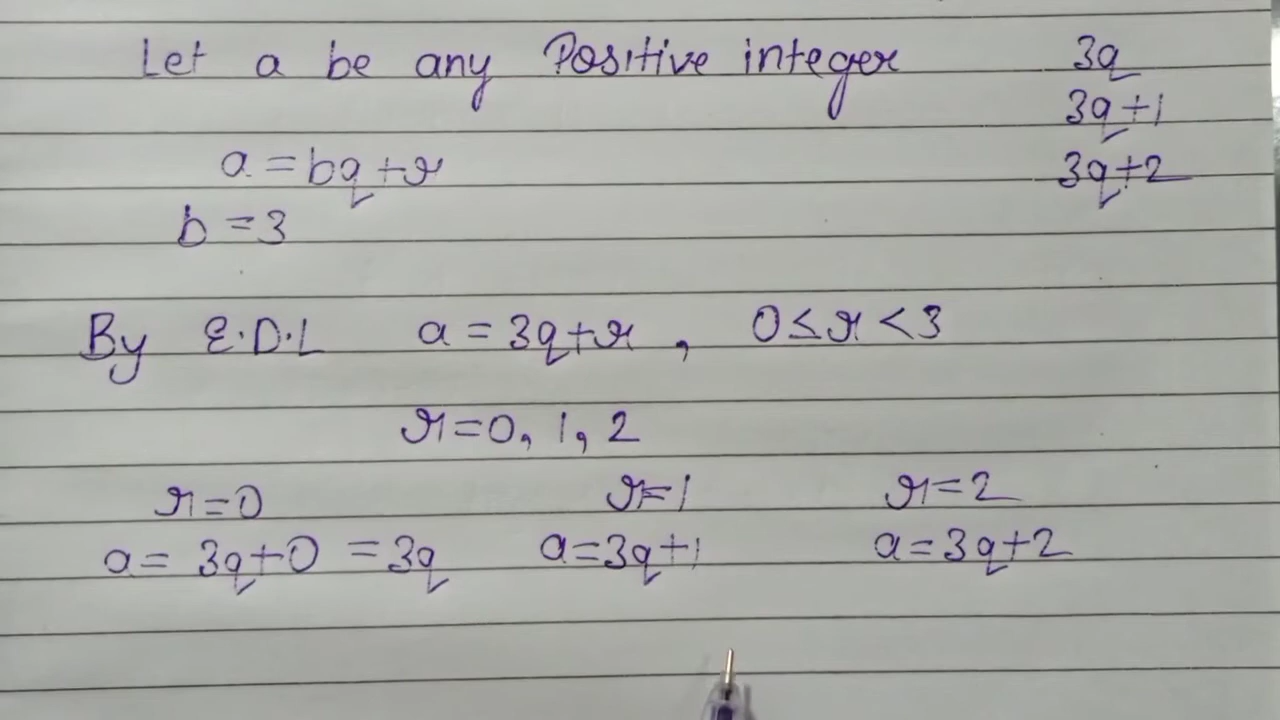 Let a be any Positive integer
3q
3q+1
3q+2
a = bq+r
b = 3
By E.D.L a = 3q+r , 0≤r<3
r=0, 1, 2
r=0 r=1 r=2
a = 3q+0 = 3q a=3q+1 a=3q+2